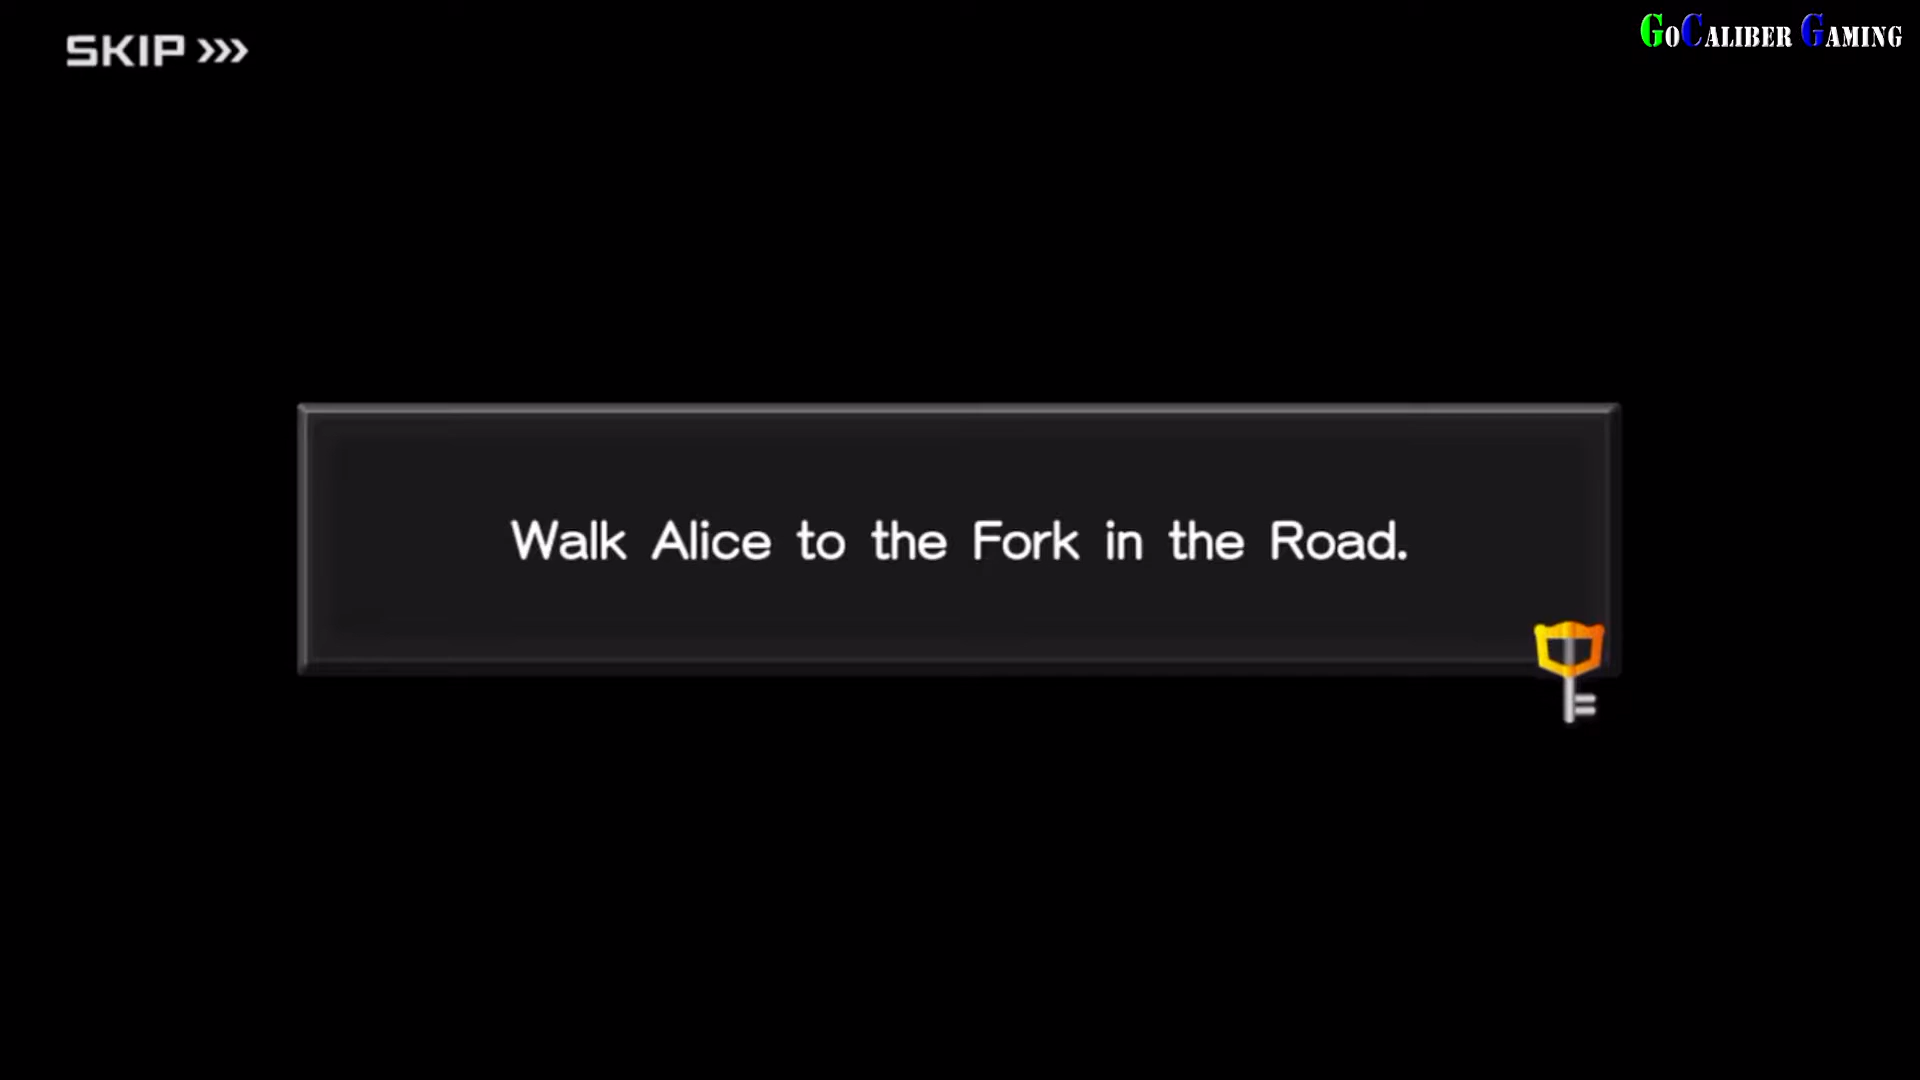 SKIP >>>
GoCaliber Gaming
Walk Alice to the Fork in the Road.